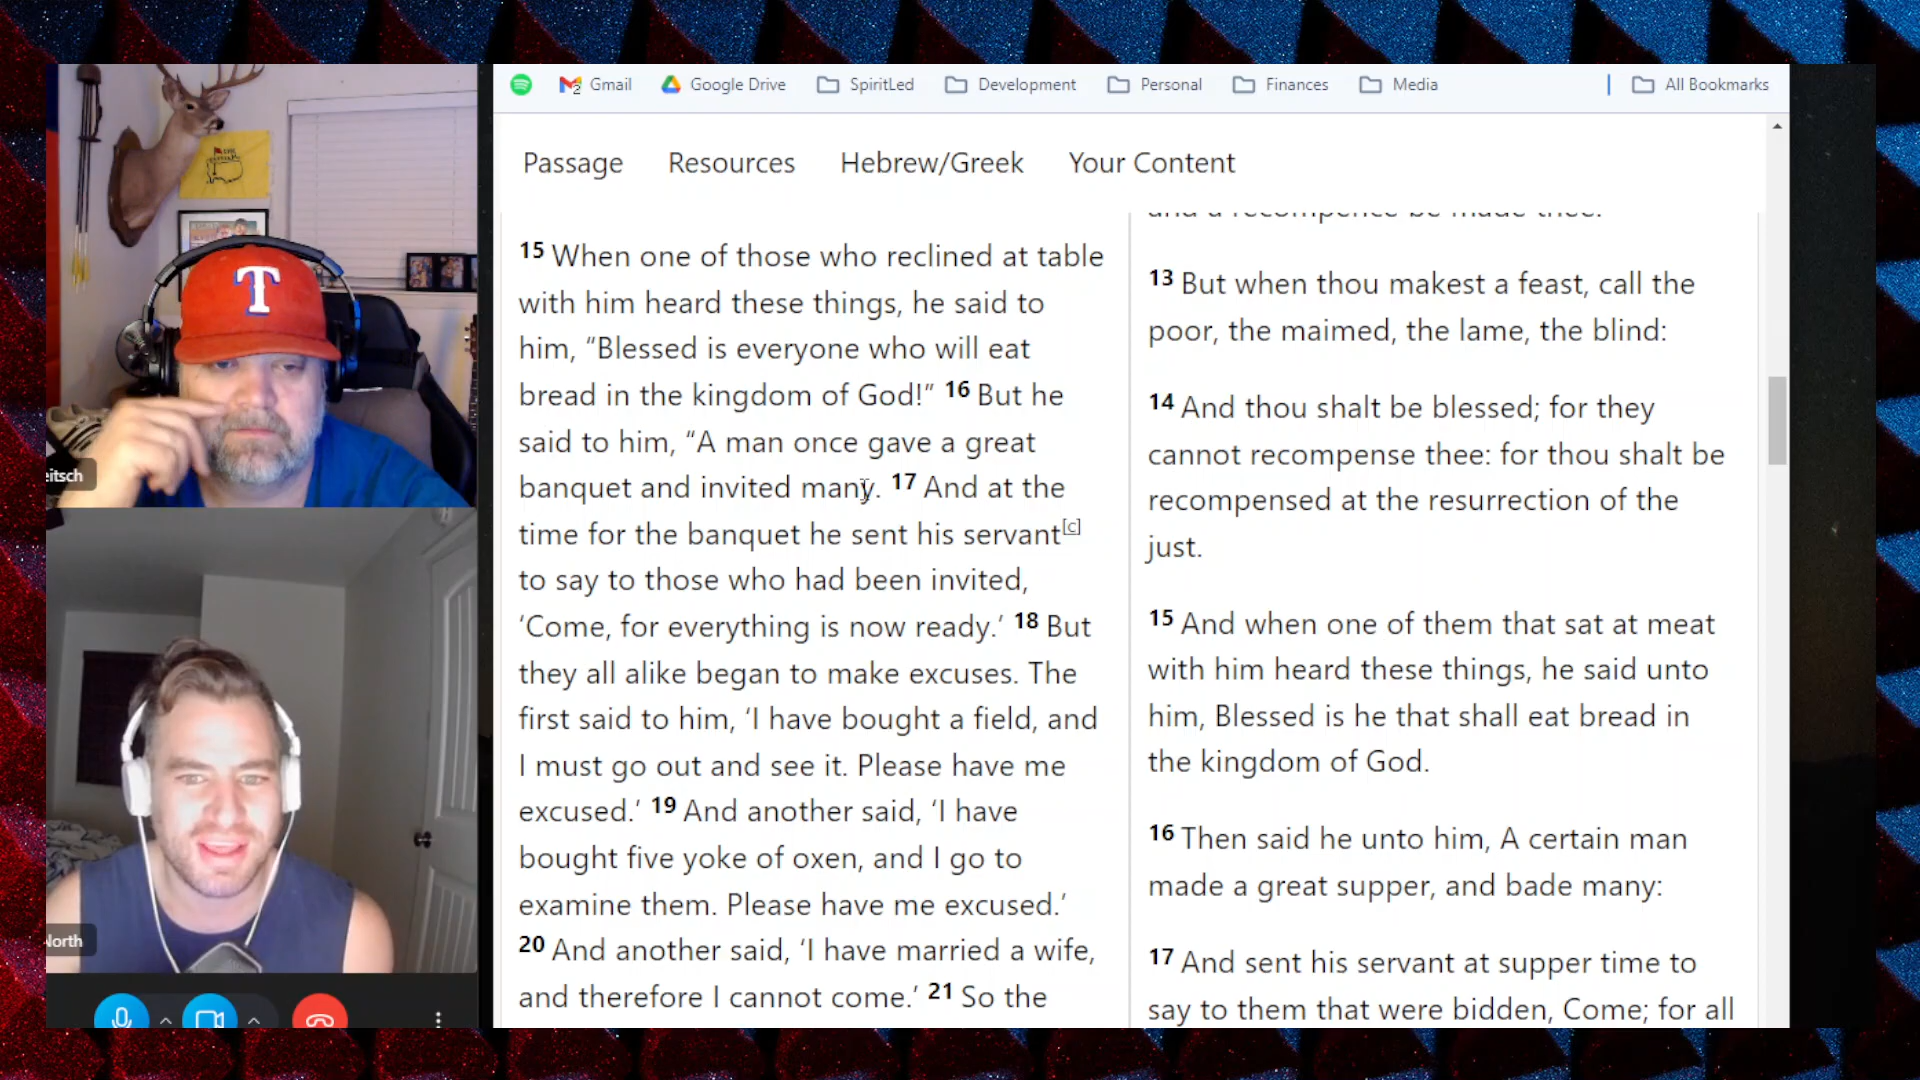 Gmail Google Drive SpiritLed Development Personal Finances Media All Bookmarks
Passage Resources Hebrew/Greek Your Content
15 When one of those who reclined at table
with him heard these things, he said to
him, “Blessed is everyone who will eat
bread in the kingdom of God!” 16 But he
said to him, “A man once gave a great
banquet and invited many. 17 And at the
time for the banquet he sent his servant[c]
to say to those who had been invited,
‘Come, for everything is now ready.’ 18 But
they all alike began to make excuses. The
first said to him, ‘I have bought a field, and
I must go out and see it. Please have me
excused.’ 19 And another said, ‘I have
bought five yoke of oxen, and I go to
examine them. Please have me excused.’
20 And another said, ‘I have married a wife,
and therefore I cannot come.’ 21 So the
and a recompence be made thee.
13 But when thou makest a feast, call the
poor, the maimed, the lame, the blind:
14 And thou shalt be blessed; for they
cannot recompense thee: for thou shalt be
recompensed at the resurrection of the
just.
15 And when one of them that sat at meat
with him heard these things, he said unto
him, Blessed is he that shall eat bread in
the kingdom of God.
16 Then said he unto him, A certain man
made a great supper, and bade many:
17 And sent his servant at supper time to
say to them that were bidden, Come; for all
T
eitsch
North